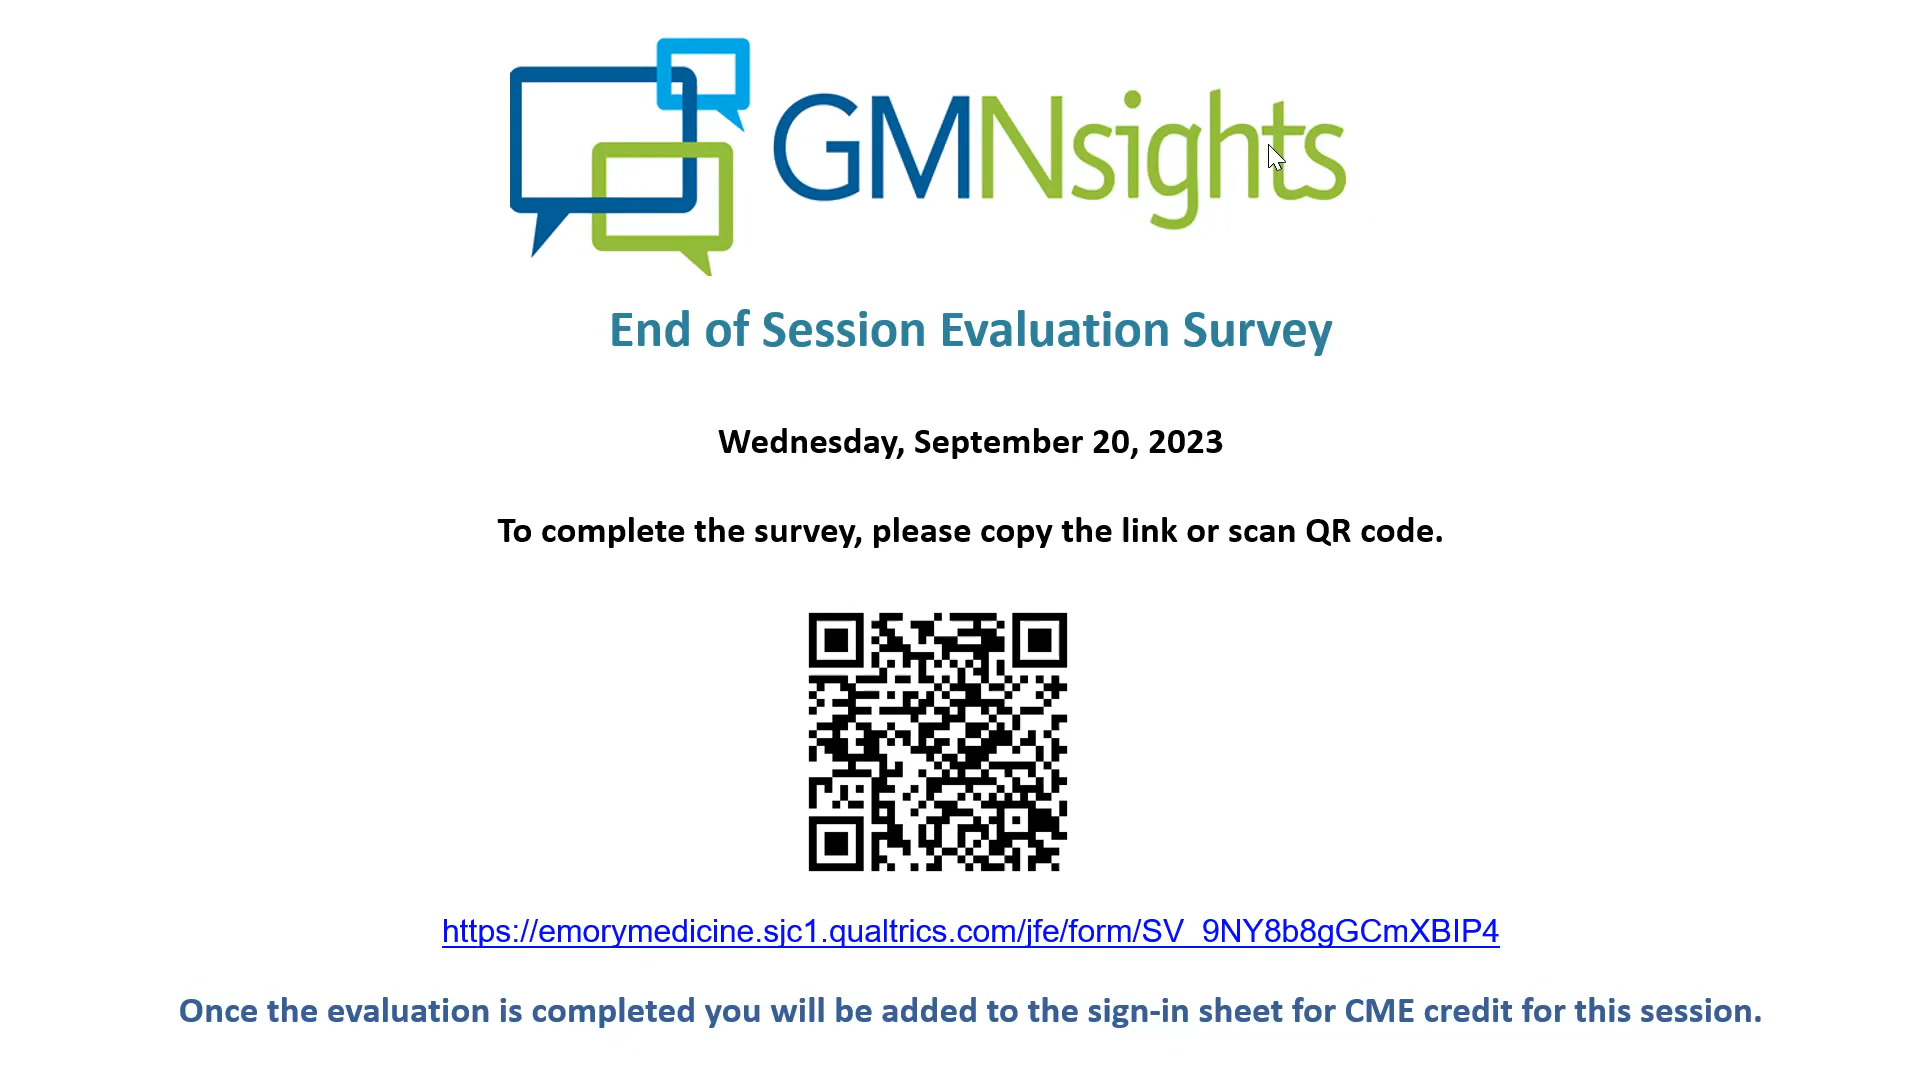 GMNsights
End of Session Evaluation Survey
Wednesday, September 20, 2023
To complete the survey, please copy the link or scan QR code.
https://emorymedicine.sjc1.qualtrics.com/jfe/form/SV_9NY8b8gGCmXBIP4
Once the evaluation is completed you will be added to the sign-in sheet for CME credit for this session.